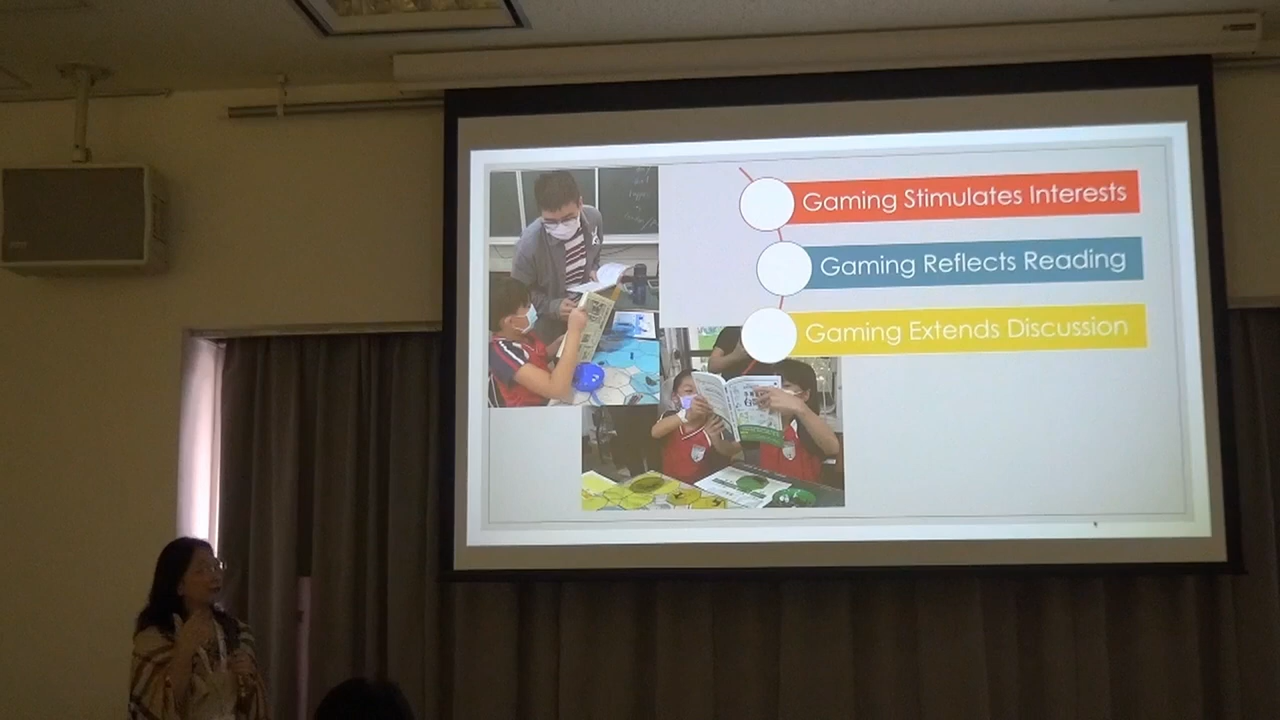 Gaming Stimulates Interests
Gaming Reflects Reading
Gaming Extends Discussion